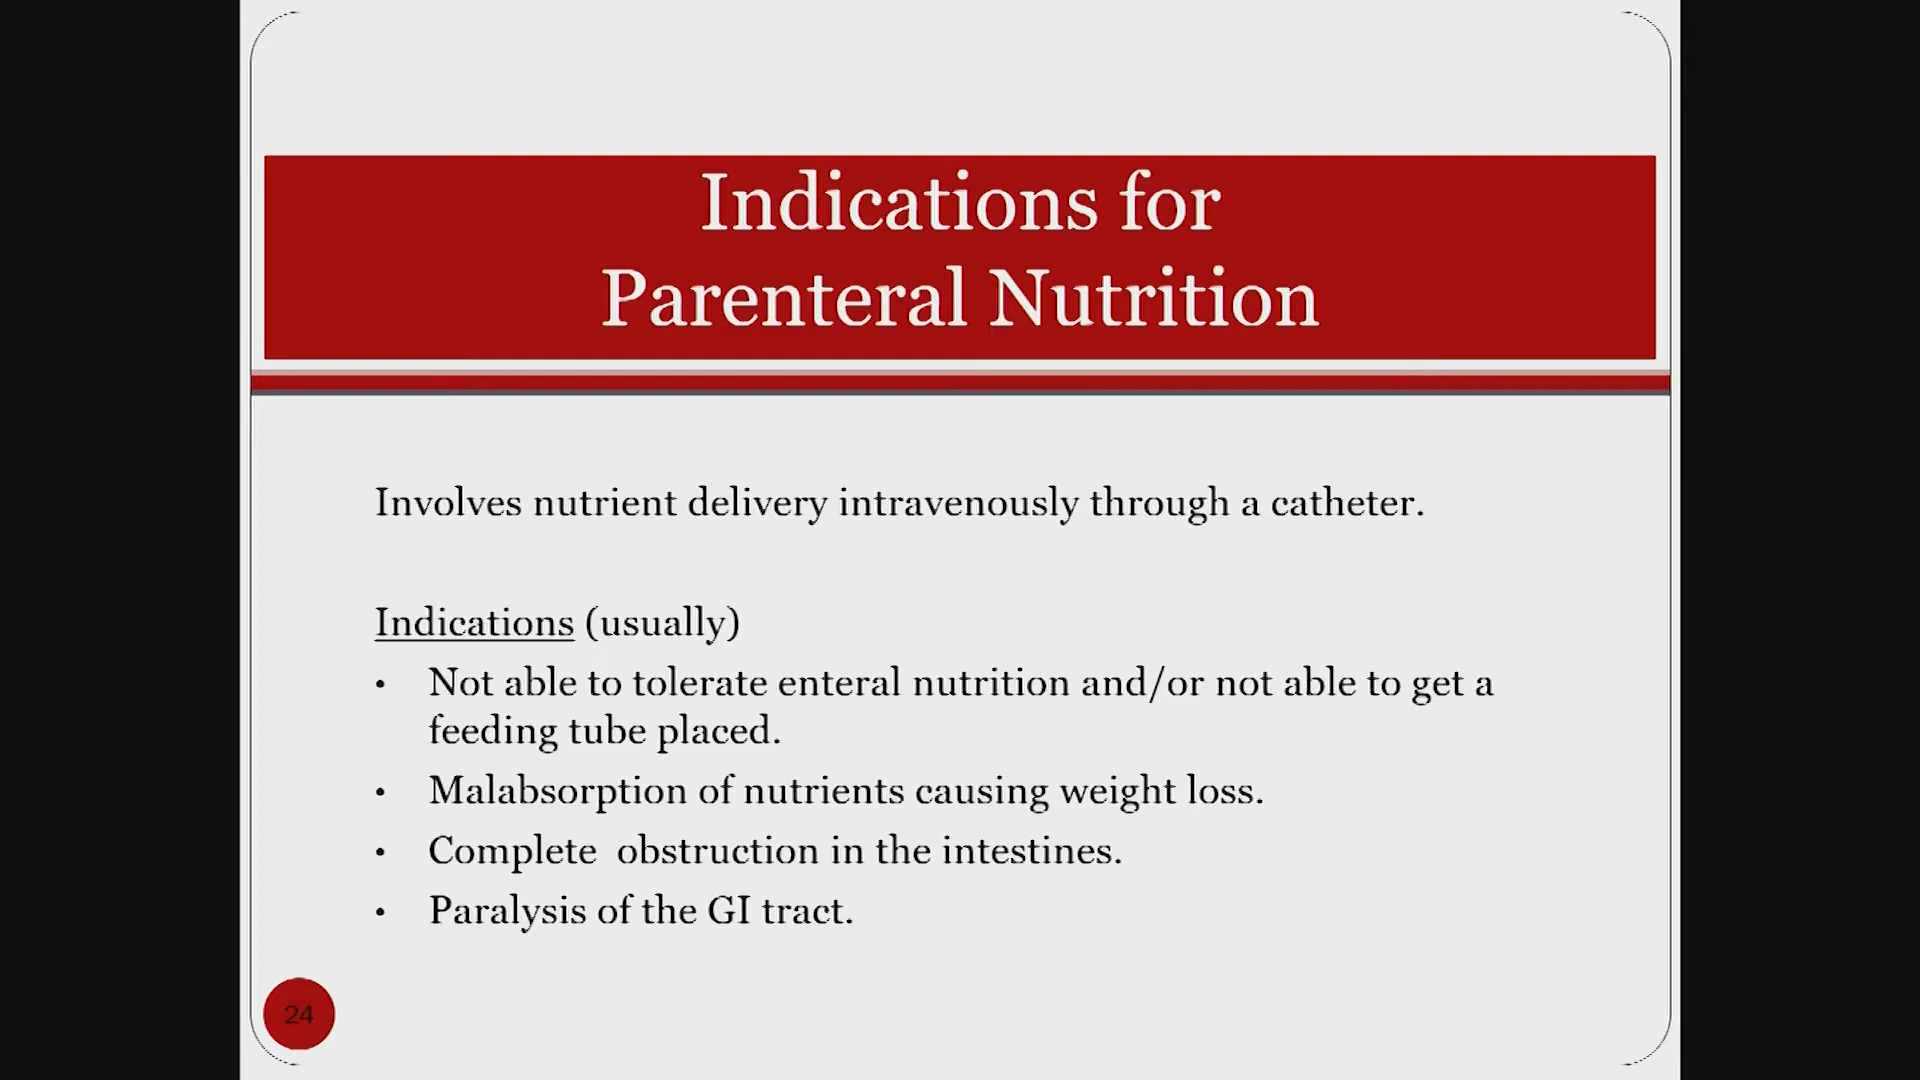 Indications for
Parenteral Nutrition
Involves nutrient delivery intravenously through a catheter.
Indications (usually)
• Not able to tolerate enteral nutrition and/or not able to get a
feeding tube placed.
• Malabsorption of nutrients causing weight loss.
• Complete  obstruction in the intestines.
• Paralysis of the GI tract.
24